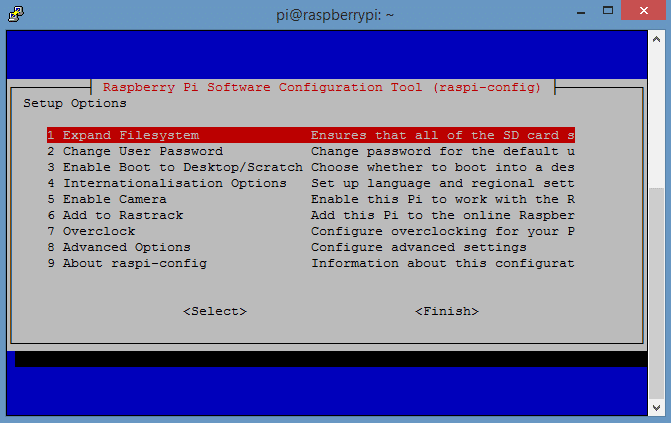 pi@raspberrypi: ~
Raspberry Pi Software Configuration Tool (raspi-config)
Setup Options
1 Expand Filesystem Ensures that all of the SD card s
2 Change User Password Change password for the default u
3 Enable Boot to Desktop/Scratch Choose whether to boot into a des
4 Internationalisation Options Set up language and regional sett
5 Enable Camera Enable this Pi to work with the R
6 Add to Rastrack Add this Pi to the online Raspber
7 Overclock Configure overclocking for your P
8 Advanced Options Configure advanced settings
9 About raspi-config Information about this configurat
<Select> <Finish>